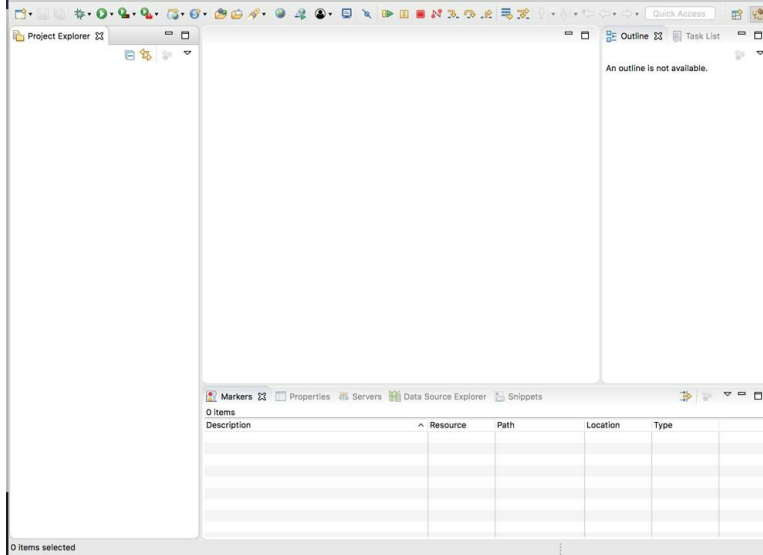 Quick Access
Project Explorer
Outline
Task List
An outline is not available.
Markers
Properties
Servers
Data Source Explorer
Snippets
0 items
Description
Resource
Path
Location
Type
0 items selected